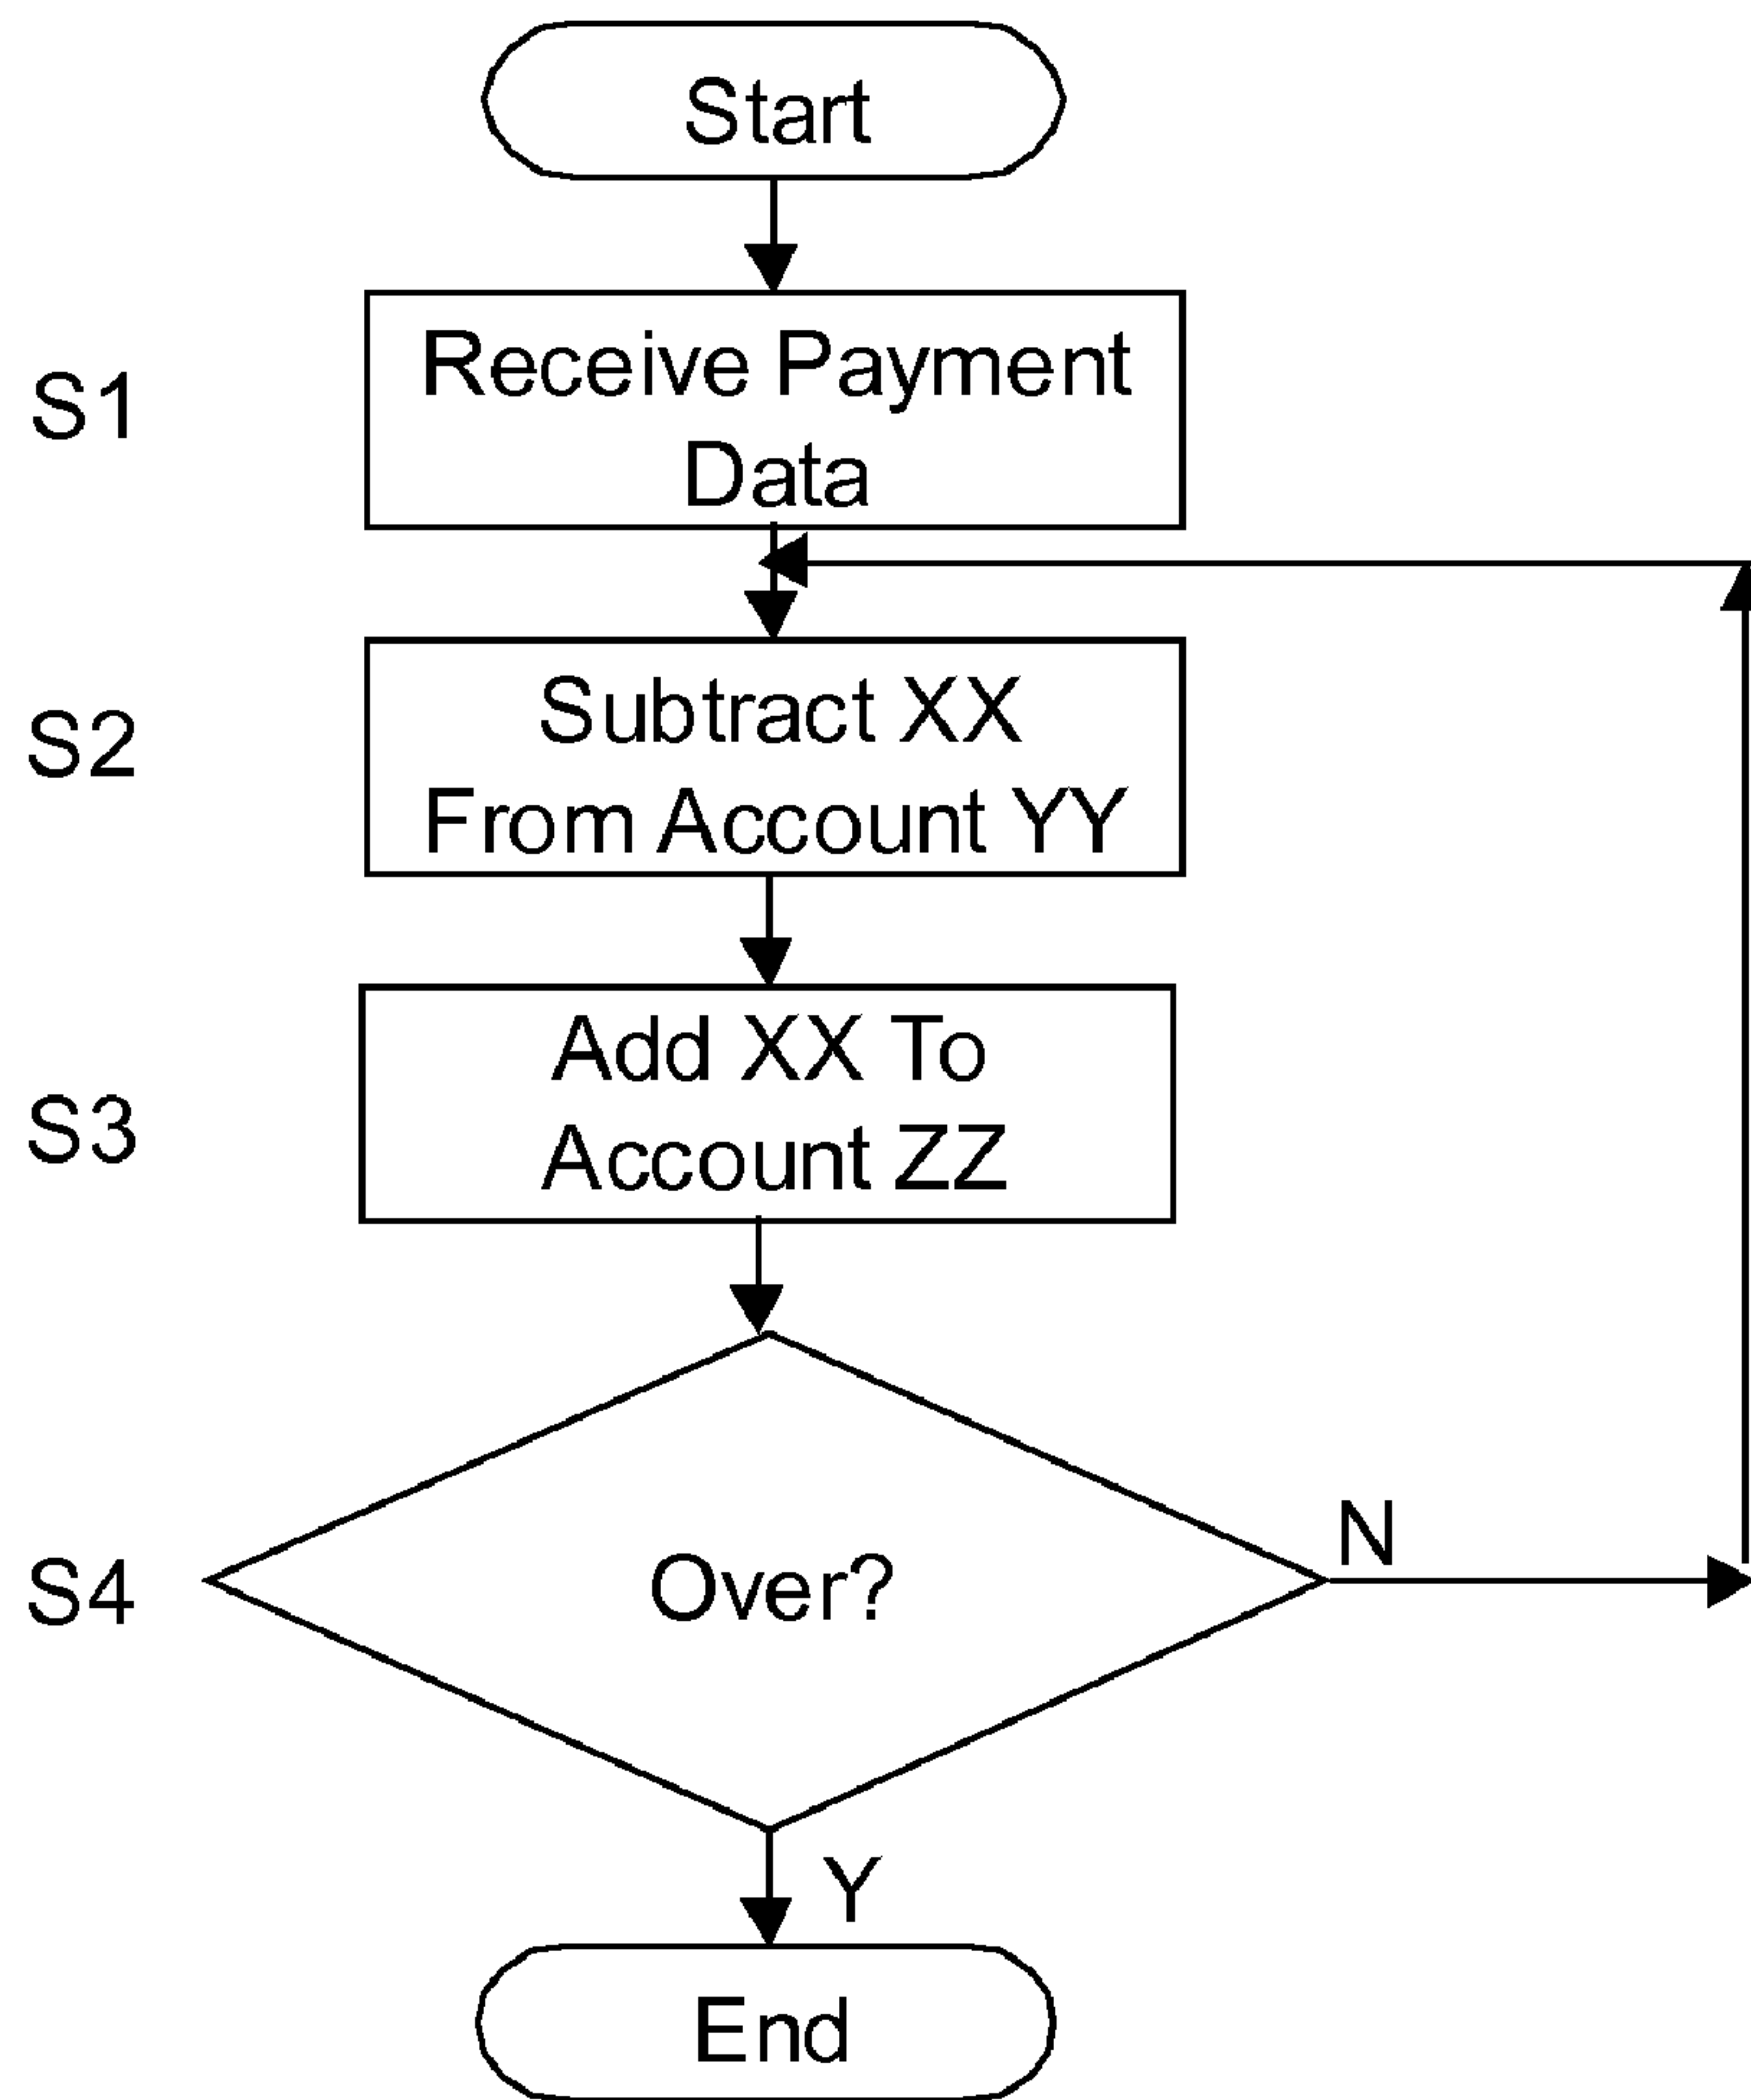 Start
S1
Receive Payment
Data
S2
Subtract XX
From Account YY
S3
Add XX To
Account ZZ
S4
Over?
N
Y
End